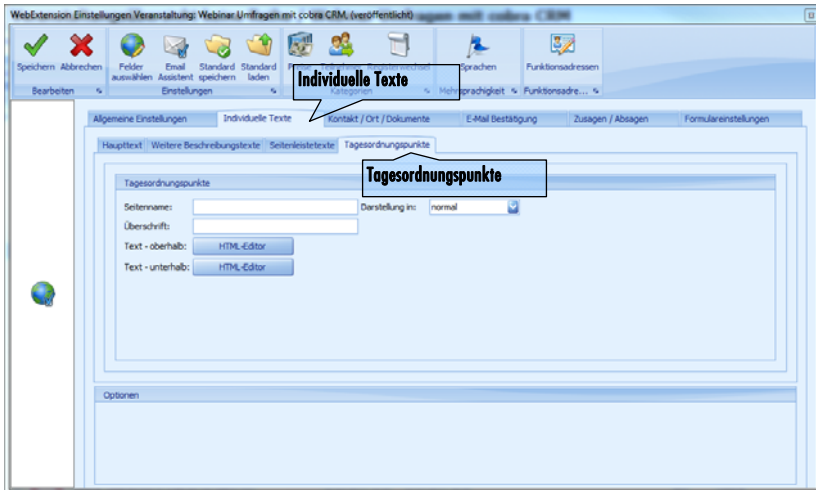 WebExtension Einstellungen Veranstaltung: Webinar Umfragen mit cobra CRM, (veröffentlicht)
Speichern Abbrechen Felder auswählen Email Assistent Standard speichern Standard laden Sprachen Funktionsadressen
Bearbeiten Einstellungen Kategorien Mehrsprachigkeit Funktionsadre...
Individuelle Texte
Allgemeine Einstellungen Individuelle Texte Kontakt / Ort / Dokumente E-Mail Bestätigung Zusagen / Absagen Formulareinstellungen
Haupttext Weitere Beschreibungstexte Seitenleistetexte Tagesordnungspunkte
Tagesordnungspunkte
Tagesordnungspunkte
Seitenname: Darstellung in: normal
Überschrift:
Text - oberhalb: HTML-Editor
Text - unterhalb: HTML-Editor
Optionen